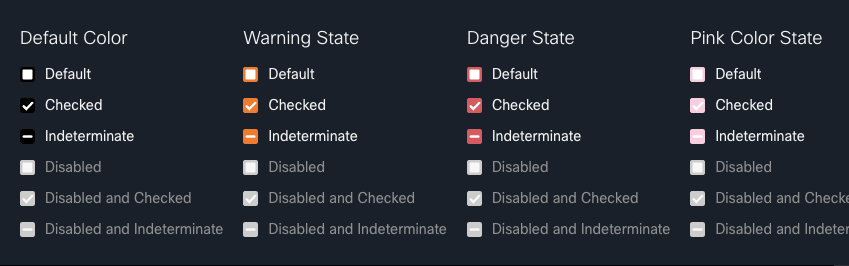 Default Color
Default
Checked
Indeterminate
Disabled
Disabled and Checked
Disabled and Indeterminate
Warning State
Default
Checked
Indeterminate
Disabled
Disabled and Checked
Disabled and Indeterminate
Danger State
Default
Checked
Indeterminate
Disabled
Disabled and Checked
Disabled and Indeterminate
Pink Color State
Default
Checked
Indeterminate
Disabled
Disabled and Checke
Disabled and Indeter